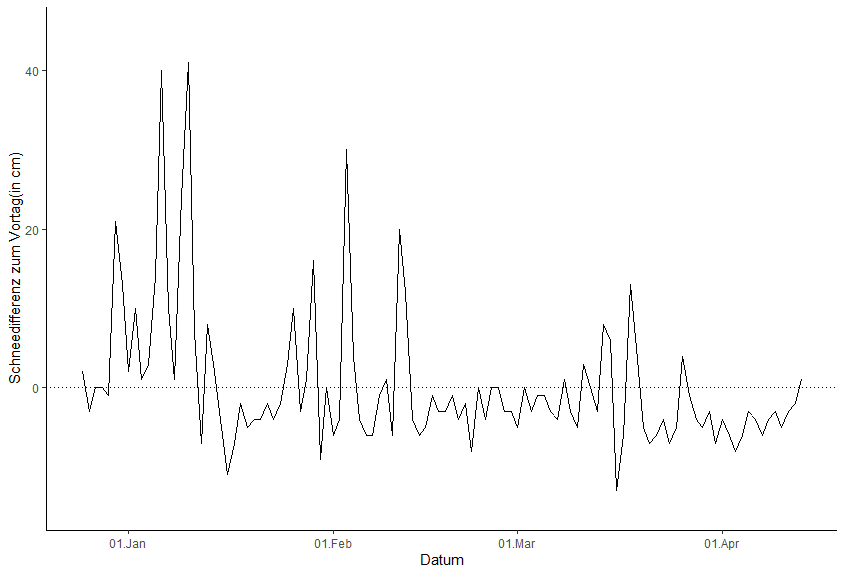 Schneedifferenz zum Vortag(in cm)
40
20
0
01.Jan
01.Feb
01.Mar
01.Apr
Datum